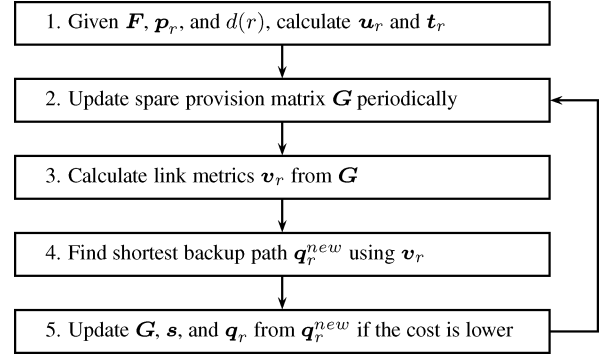 1. Given F, p_r, and d(r), calculate u_r and t_r
2. Update spare provision matrix G periodically
3. Calculate link metrics v_r from G
4. Find shortest backup path q_r^{new} using v_r
5. Update G, s, and q_r from q_r^{new} if the cost is lower